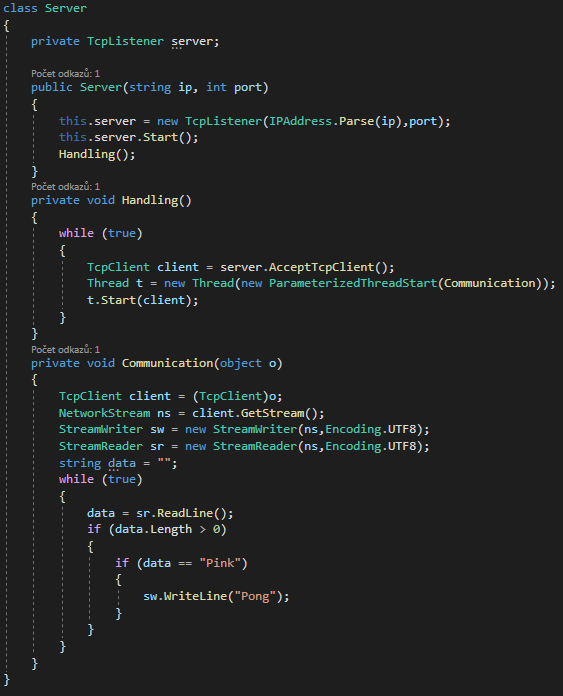 class Server
{
private TcpListener server;
Počet odkazů: 1
public Server(string ip, int port)
{
this.server = new TcpListener(IPAddress.Parse(ip),port);
this.server.Start();
Handling();
}
Počet odkazů: 1
private void Handling()
{
while (true)
{
TcpClient client = server.AcceptTcpClient();
Thread t = new Thread(new ParameterizedThreadStart(Communication));
t.Start(client);
}
}
Počet odkazů: 1
private void Communication(object o)
{
TcpClient client = (TcpClient)o;
NetworkStream ns = client.GetStream();
StreamWriter sw = new StreamWriter(ns,Encoding.UTF8);
StreamReader sr = new StreamReader(ns,Encoding.UTF8);
string data = "";
while (true)
{
data = sr.ReadLine();
if (data.Length > 0)
{
if (data == "Pink")
{
sw.WriteLine("Pong");
}
}
}
}
}